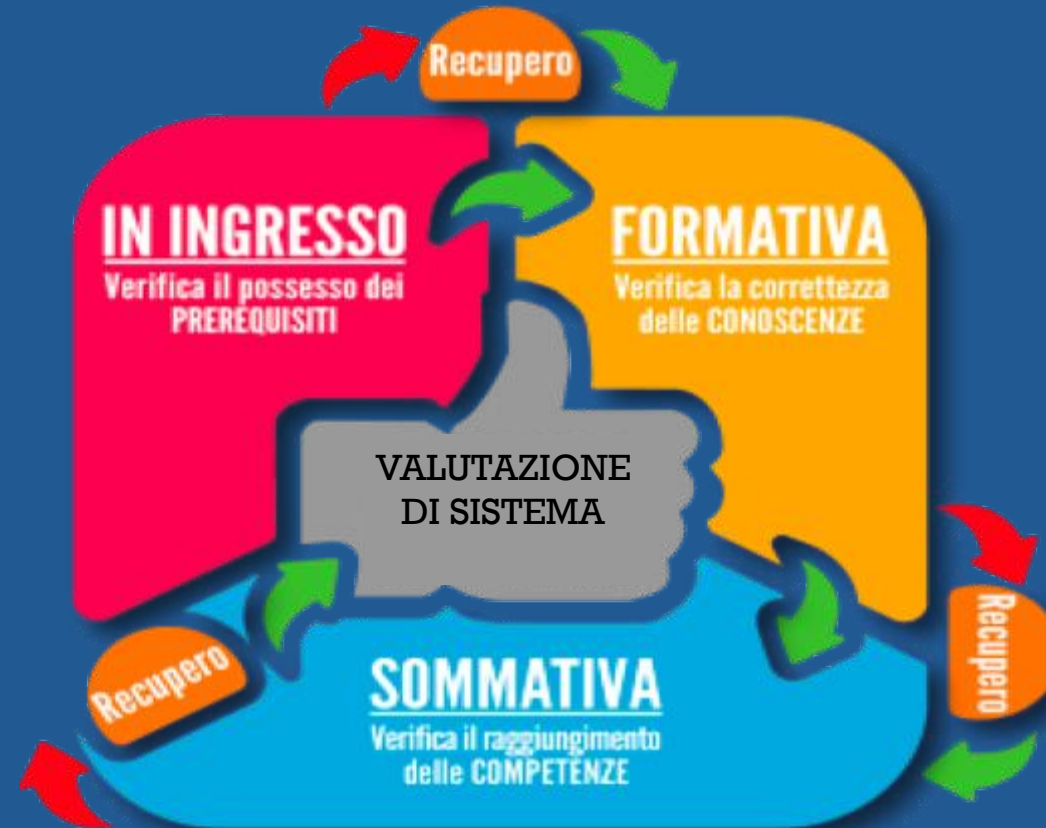 Recupero
IN INGRESSO
Verifica il possesso dei
PREREQUISITI
FORMATIVA
Verifica la correttezza
delle CONOSCENZE
VALUTAZIONE
DI SISTEMA
Recupero
Recupero
SOMMATIVA
Verifica il raggiungimento
delle COMPETENZE